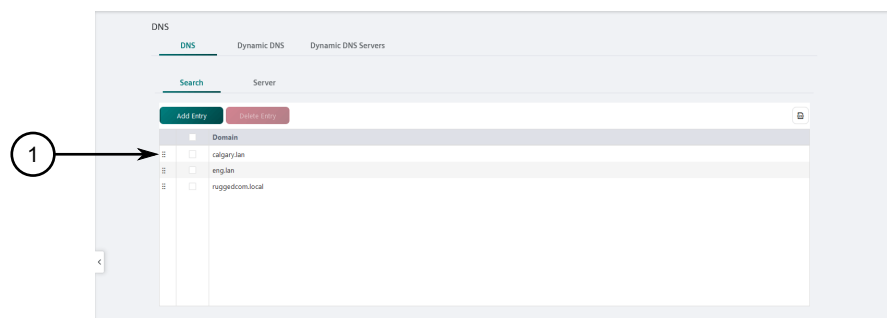 DNS
DNS Dynamic DNS Dynamic DNS Servers
Search Server
Add Entry Delete Entry
Domain
1
calgary.lan
eng.lan
ruggedcom.local